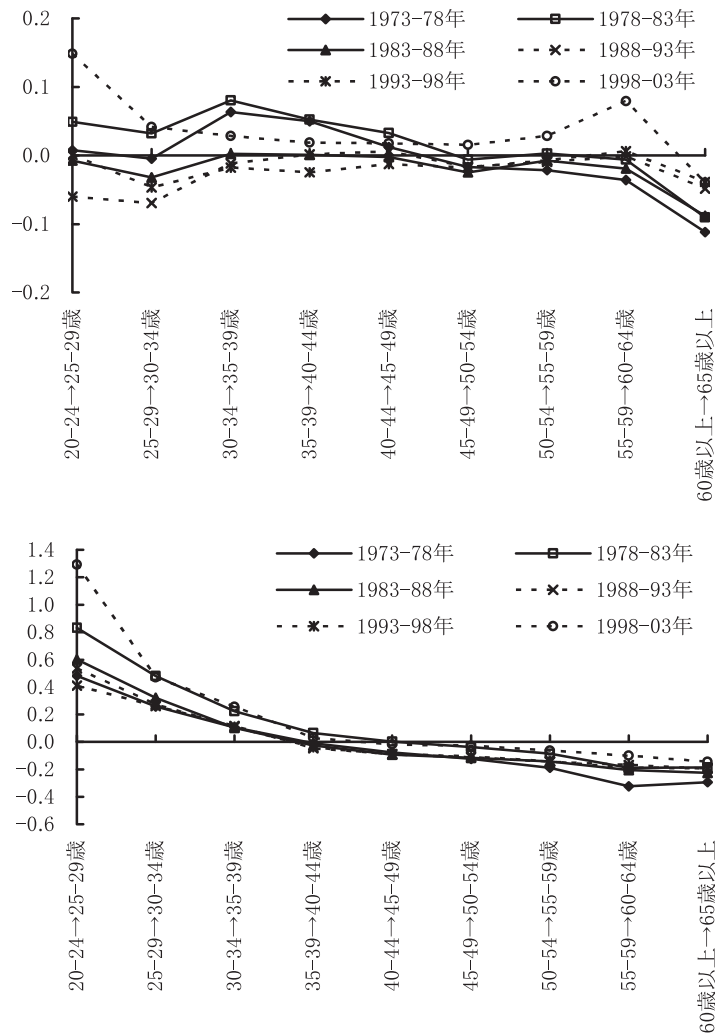 0.2
0.1
0.0
-0.1
-0.2
1973-78年
1978-83年
1983-88年
1988-93年
1993-98年
1998-03年
20-24→25-29歳
25-29→30-34歳
30-34→35-39歳
35-39→40-44歳
40-44→45-49歳
45-49→50-54歳
50-54→55-59歳
55-59→60-64歳
60歳以上→65歳以上
1.4
1.2
1.0
0.8
0.6
0.4
0.2
0.0
-0.2
-0.4
-0.6
1973-78年
1978-83年
1983-88年
1988-93年
1993-98年
1998-03年
20-24→25-29歳
25-29→30-34歳
30-34→35-39歳
35-39→40-44歳
40-44→45-49歳
45-49→50-54歳
50-54→55-59歳
55-59→60-64歳
60歳以上→65歳以上